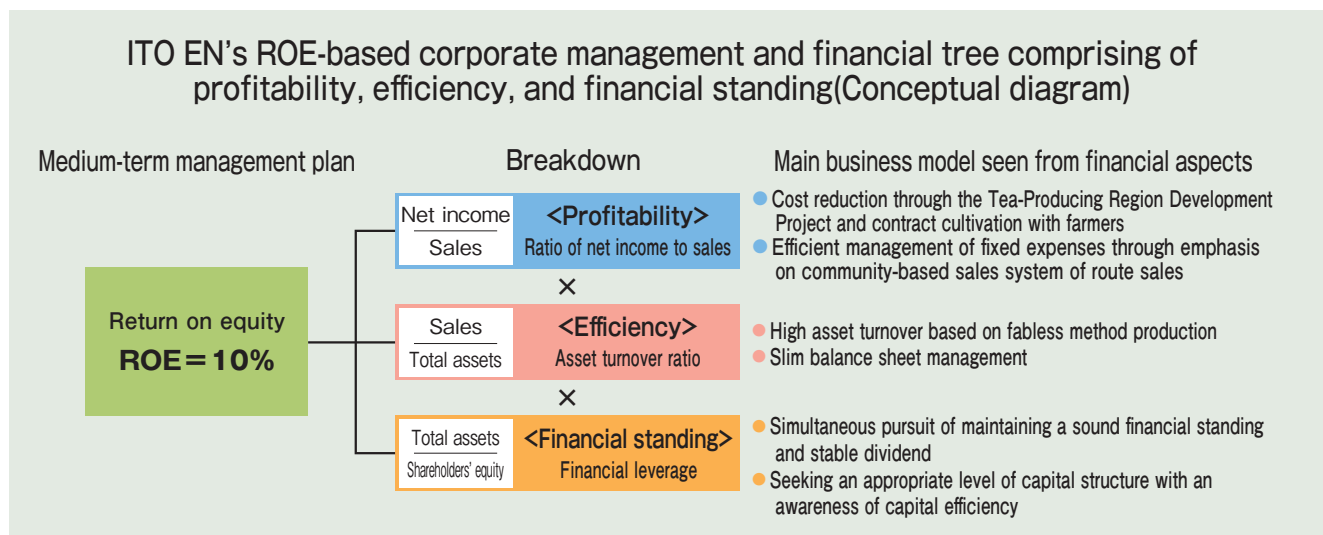 ITO EN's ROE-based corporate management and financial tree comprising of
profitability, efficiency, and financial standing(Conceptual diagram)
Medium-term management plan
Breakdown
Main business model seen from financial aspects
Return on equity
ROE＝10%
Net income
Sales
<Profitability>
Ratio of net income to sales
● Cost reduction through the Tea-Producing Region Development
Project and contract cultivation with farmers
● Efficient management of fixed expenses through emphasis
on community-based sales system of route sales
×
Sales
Total assets
<Efficiency>
Asset turnover ratio
● High asset turnover based on fabless method production
● Slim balance sheet management
×
Total assets
Shareholders' equity
<Financial standing>
Financial leverage
● Simultaneous pursuit of maintaining a sound financial standing
and stable dividend
● Seeking an appropriate level of capital structure with an
awareness of capital efficiency